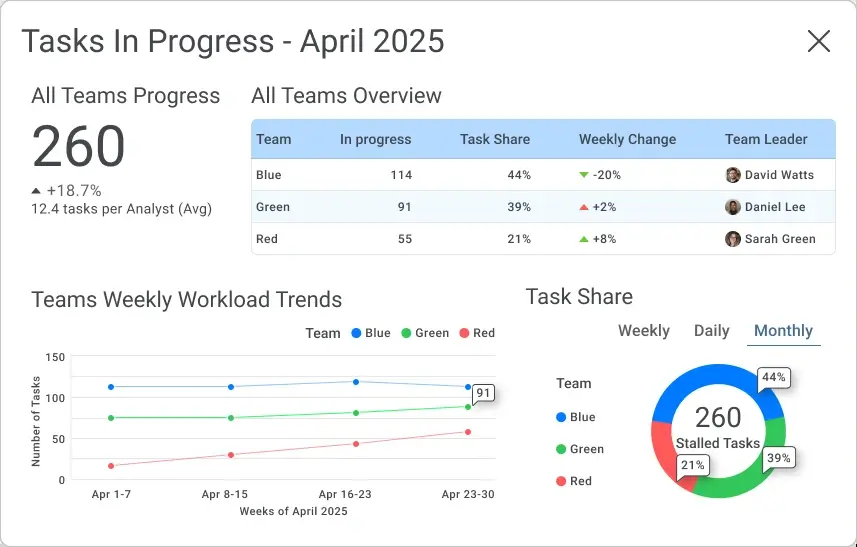 Tasks In Progress - April 2025
All Teams Progress
260
+18.7%
12.4 tasks per Analyst (Avg)
All Teams Overview
Team In progress Task Share Weekly Change Team Leader
Blue 114 44% -20% David Watts
Green 91 39% +2% Daniel Lee
Red 55 21% +8% Sarah Green
Teams Weekly Workload Trends
Team Blue Green Red
Number of Tasks
150
100
50
0
91
Apr 1-7 Apr 8-15 Apr 16-23 Apr 23-30
Weeks of April 2025
Task Share
Weekly Daily Monthly
Team
Blue
Green
Red
44%
260
Stalled Tasks
39%
21%